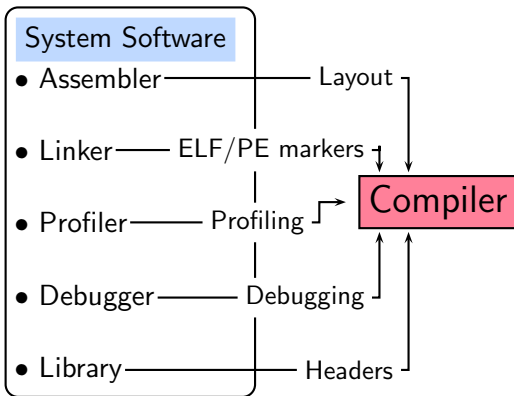 System Software
• Assembler Layout
• Linker ELF/PE markers
Compiler
• Profiler Profiling
• Debugger Debugging
• Library Headers